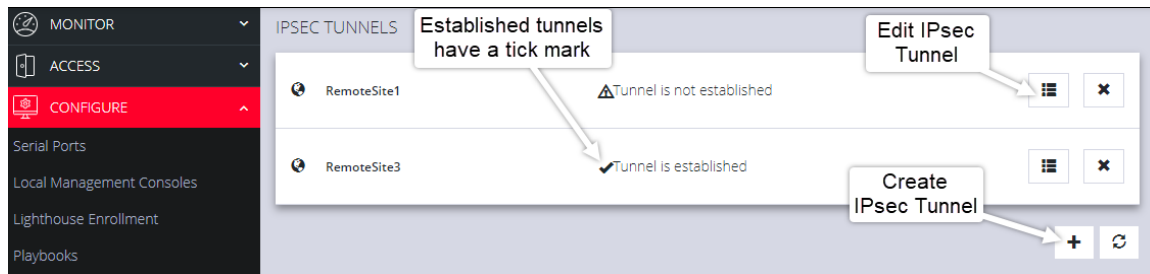 MONITOR
ACCESS
CONFIGURE
Serial Ports
Local Management Consoles
Lighthouse Enrollment
Playbooks
IPSEC TUNNELS
Established tunnels
have a tick mark
Edit IPsec
Tunnel
RemoteSite1
Tunnel is not established
RemoteSite3
Tunnel is established
Create
IPsec Tunnel